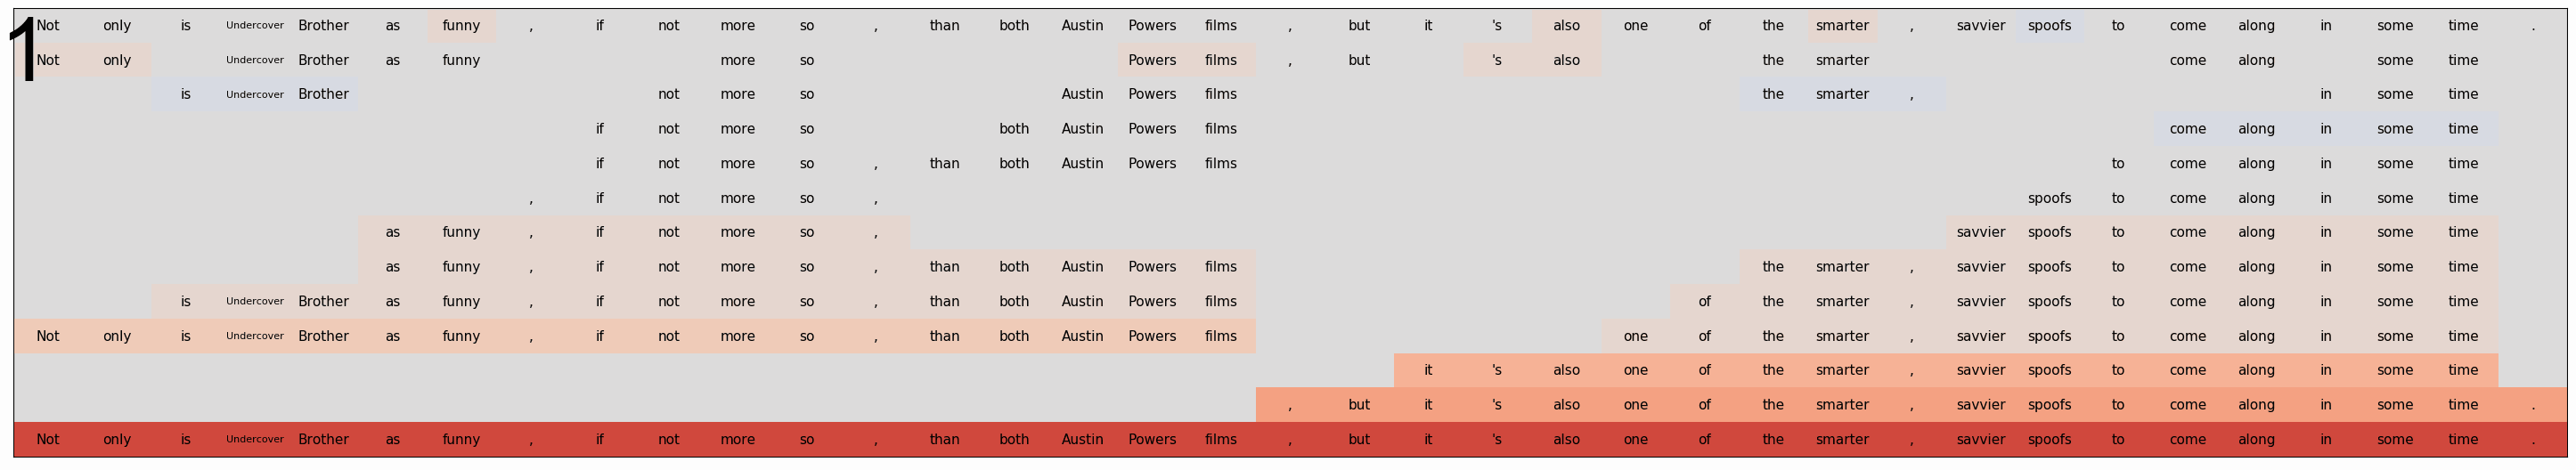 1
Not only is Undercover Brother as funny , if not more so , than both Austin Powers films , but it 's also one of the smarter , savvier spoofs to come along in some time .
Not only Undercover Brother as funny more so Powers films , but 's also the smarter come along some time
is Undercover Brother not more so Austin Powers films the smarter , in some time
if not more so both Austin Powers films come along in some time
if not more so , than both Austin Powers films to come along in some time
, if not more so , spoofs to come along in some time
as funny , if not more so , savvier spoofs to come along in some time
as funny , if not more so , than both Austin Powers films the smarter , savvier spoofs to come along in some time
is Undercover Brother as funny , if not more so , than both Austin Powers films of the smarter , savvier spoofs to come along in some time
Not only is Undercover Brother as funny , if not more so , than both Austin Powers films one of the smarter , savvier spoofs to come along in some time
it 's also one of the smarter , savvier spoofs to come along in some time
, but it 's also one of the smarter , savvier spoofs to come along in some time .
Not only is Undercover Brother as funny , if not more so , than both Austin Powers films , but it 's also one of the smarter , savvier spoofs to come along in some time .